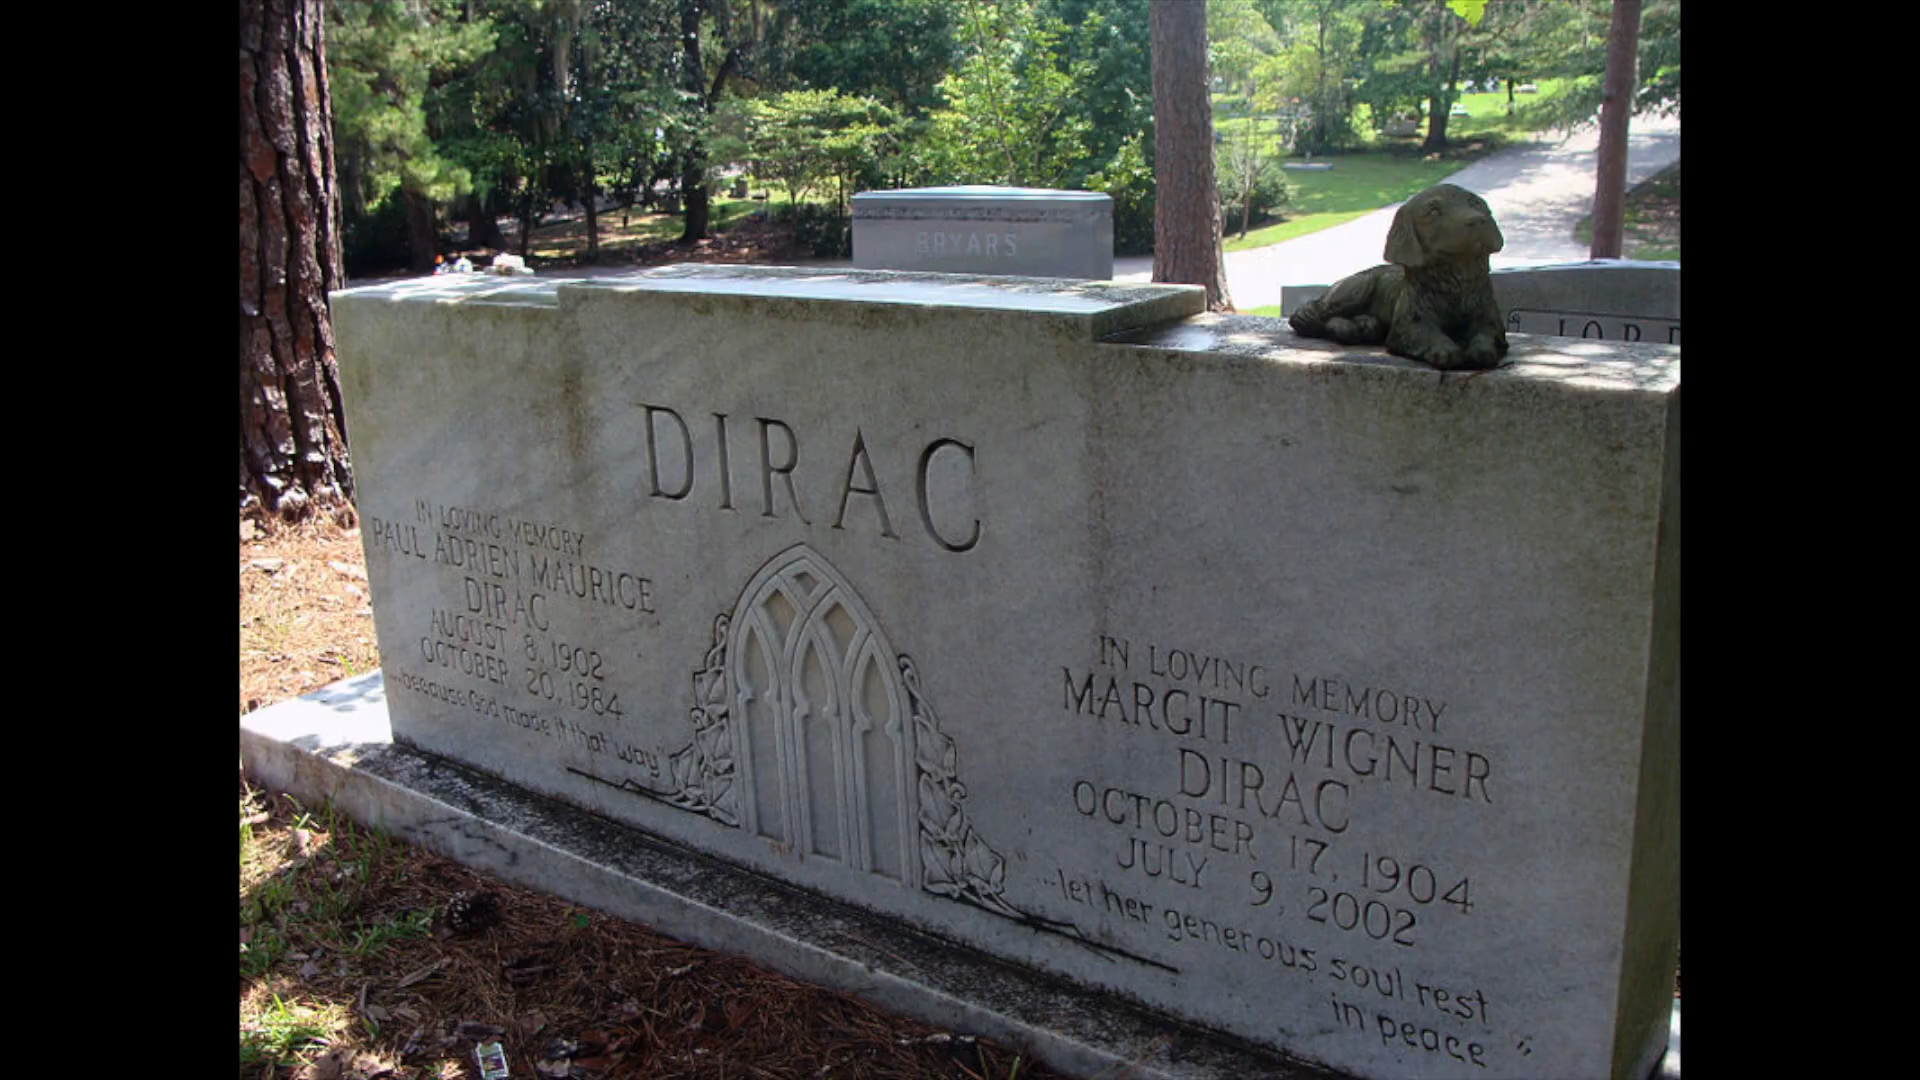 BRYARS
LORD
DIRAC
IN LOVING MEMORY
PAUL ADRIEN MAURICE
DIRAC
AUGUST 8, 1902
OCTOBER 20, 1984
...because God made it that way"
IN LOVING MEMORY
MARGIT WIGNER
DIRAC
OCTOBER 17, 1904
JULY 9, 2002
"...let her generous soul rest
in peace"